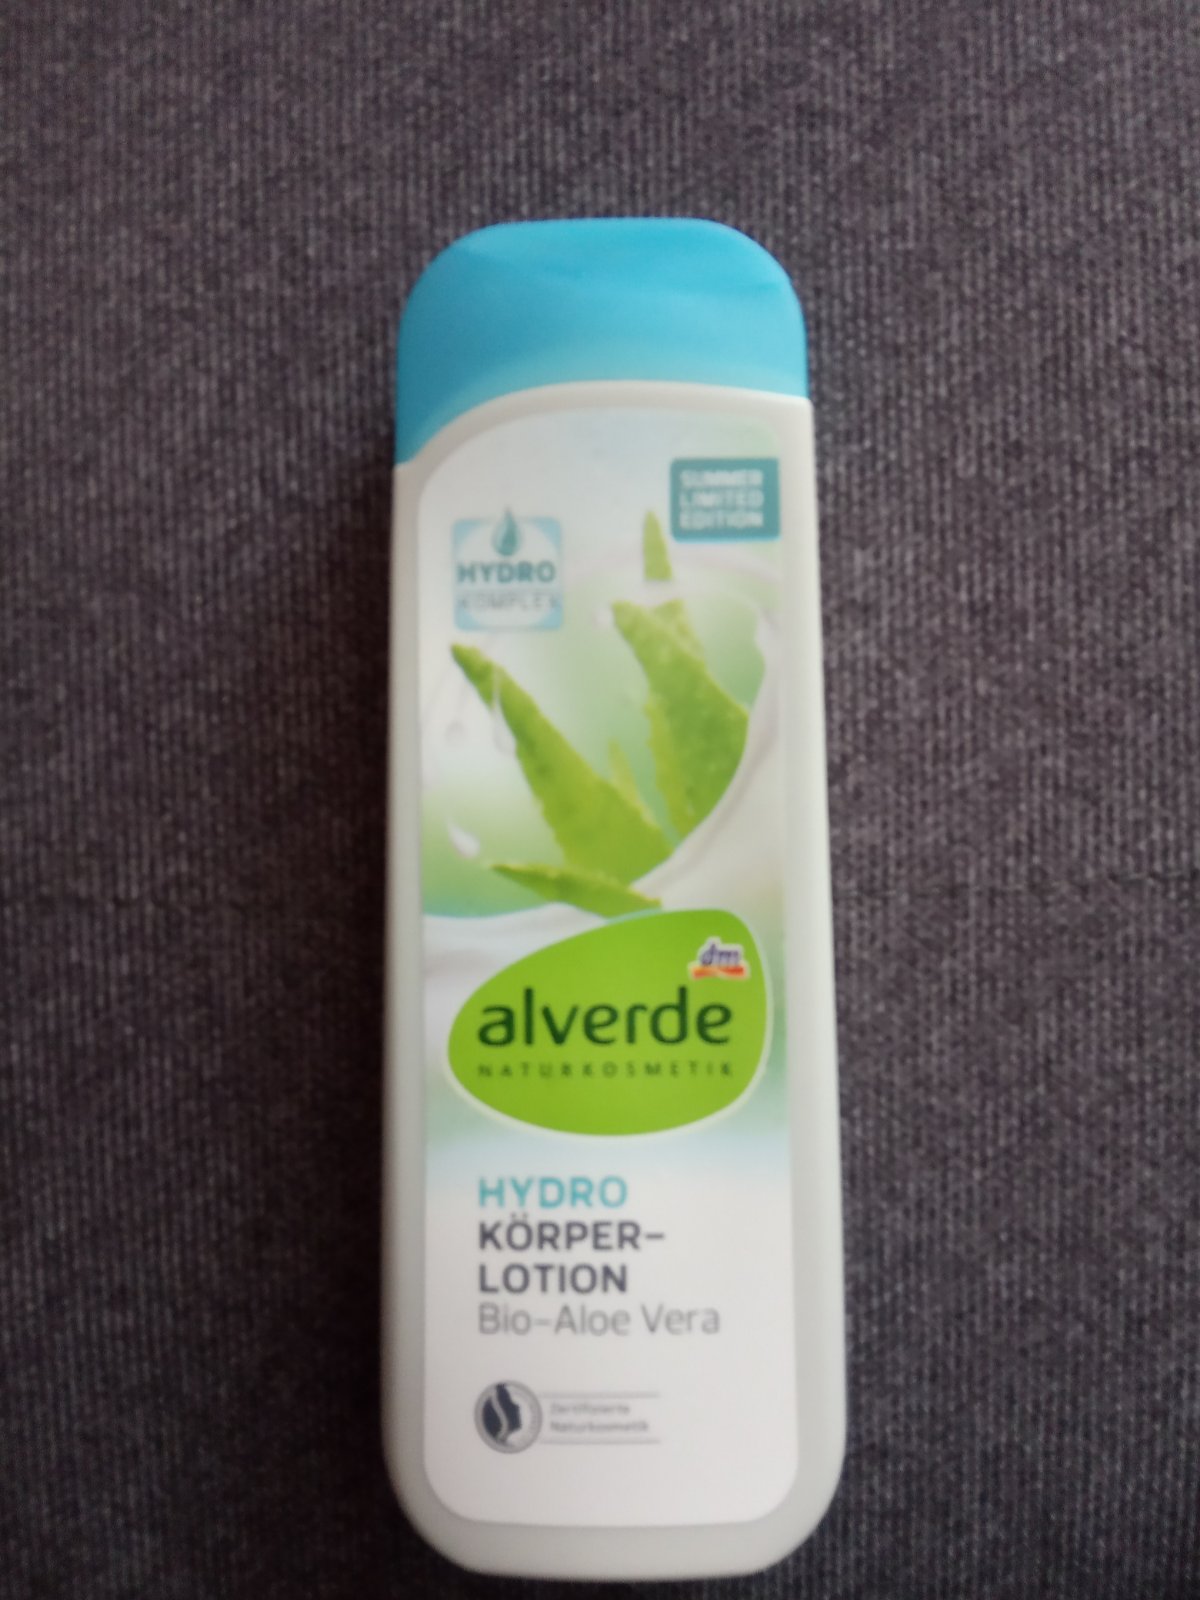 SUMMER
LIMITED
EDITION
HYDRO
KOMPLEX
dm
alverde
NATURKOSMETIK
HYDRO
KÖRPER-
LOTION
Bio-Aloe Vera
Zertifizierte
Naturkosmetik